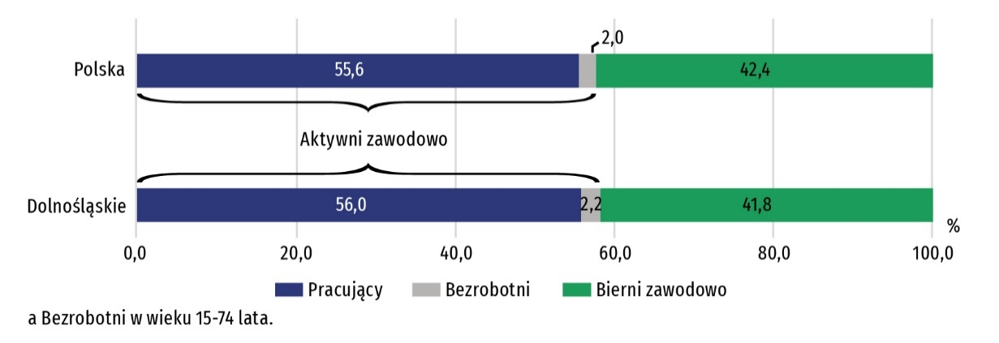 2,0
Polska 55,6 42,4
Aktywni zawodowo
Dolnośląskie 56,0 2,2 41,8
%
0,0 20,0 40,0 60,0 80,0 100,0
Pracujący Bezrobotni Bierni zawodowo
a Bezrobotni w wieku 15-74 lata.